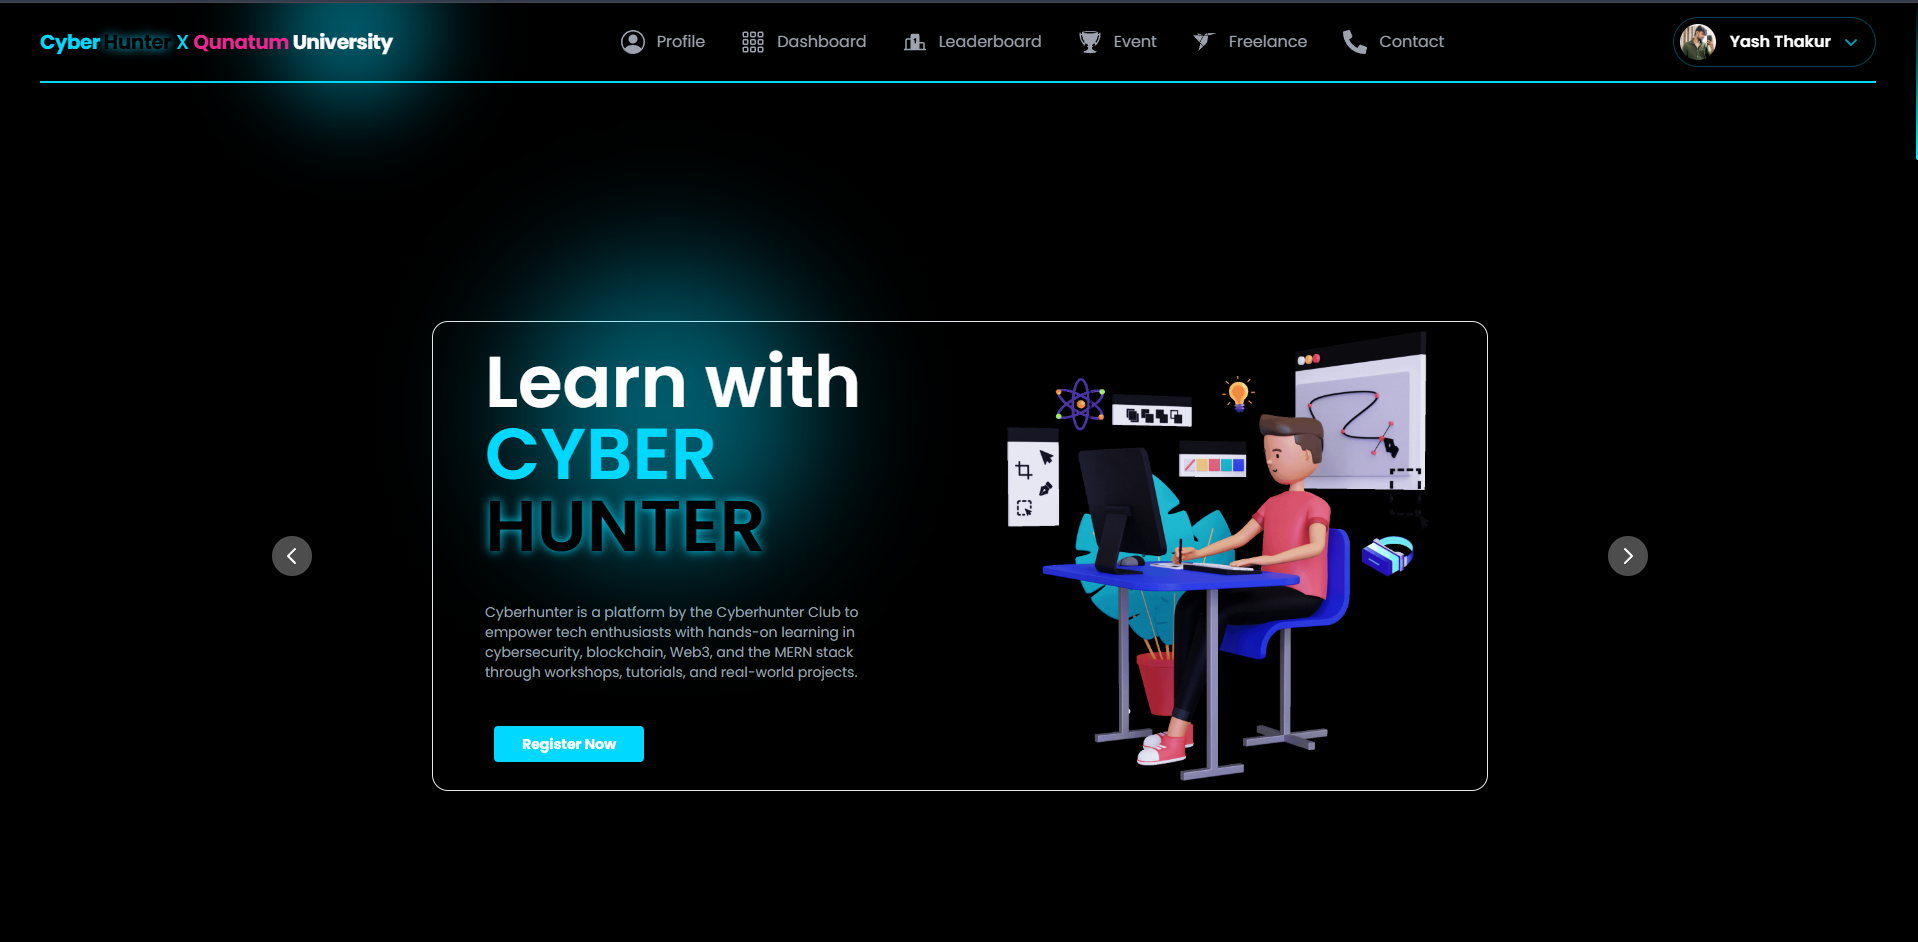 Cyber Hunter X Qunatum University
Profile
Dashboard
Leaderboard
Event
Freelance
Contact
Yash Thakur
Learn with
CYBER
HUNTER
Cyberhunter is a platform by the Cyberhunter Club to
empower tech enthusiasts with hands-on learning in
cybersecurity, blockchain, Web3, and the MERN stack
through workshops, tutorials, and real-world projects.
Register Now